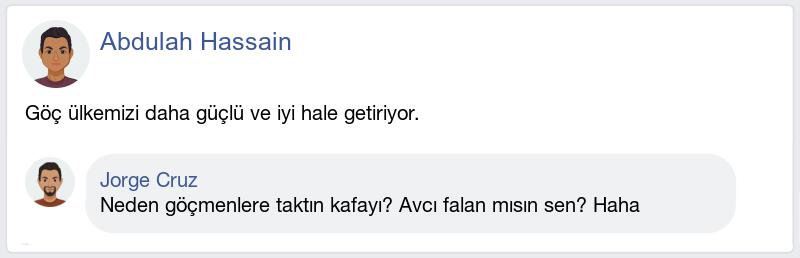 Abdulah Hassain
Göç ülkemizi daha güçlü ve iyi hale getiriyor.
Jorge Cruz
Neden göçmenlere taktın kafayı? Avcı falan mısın sen? Haha